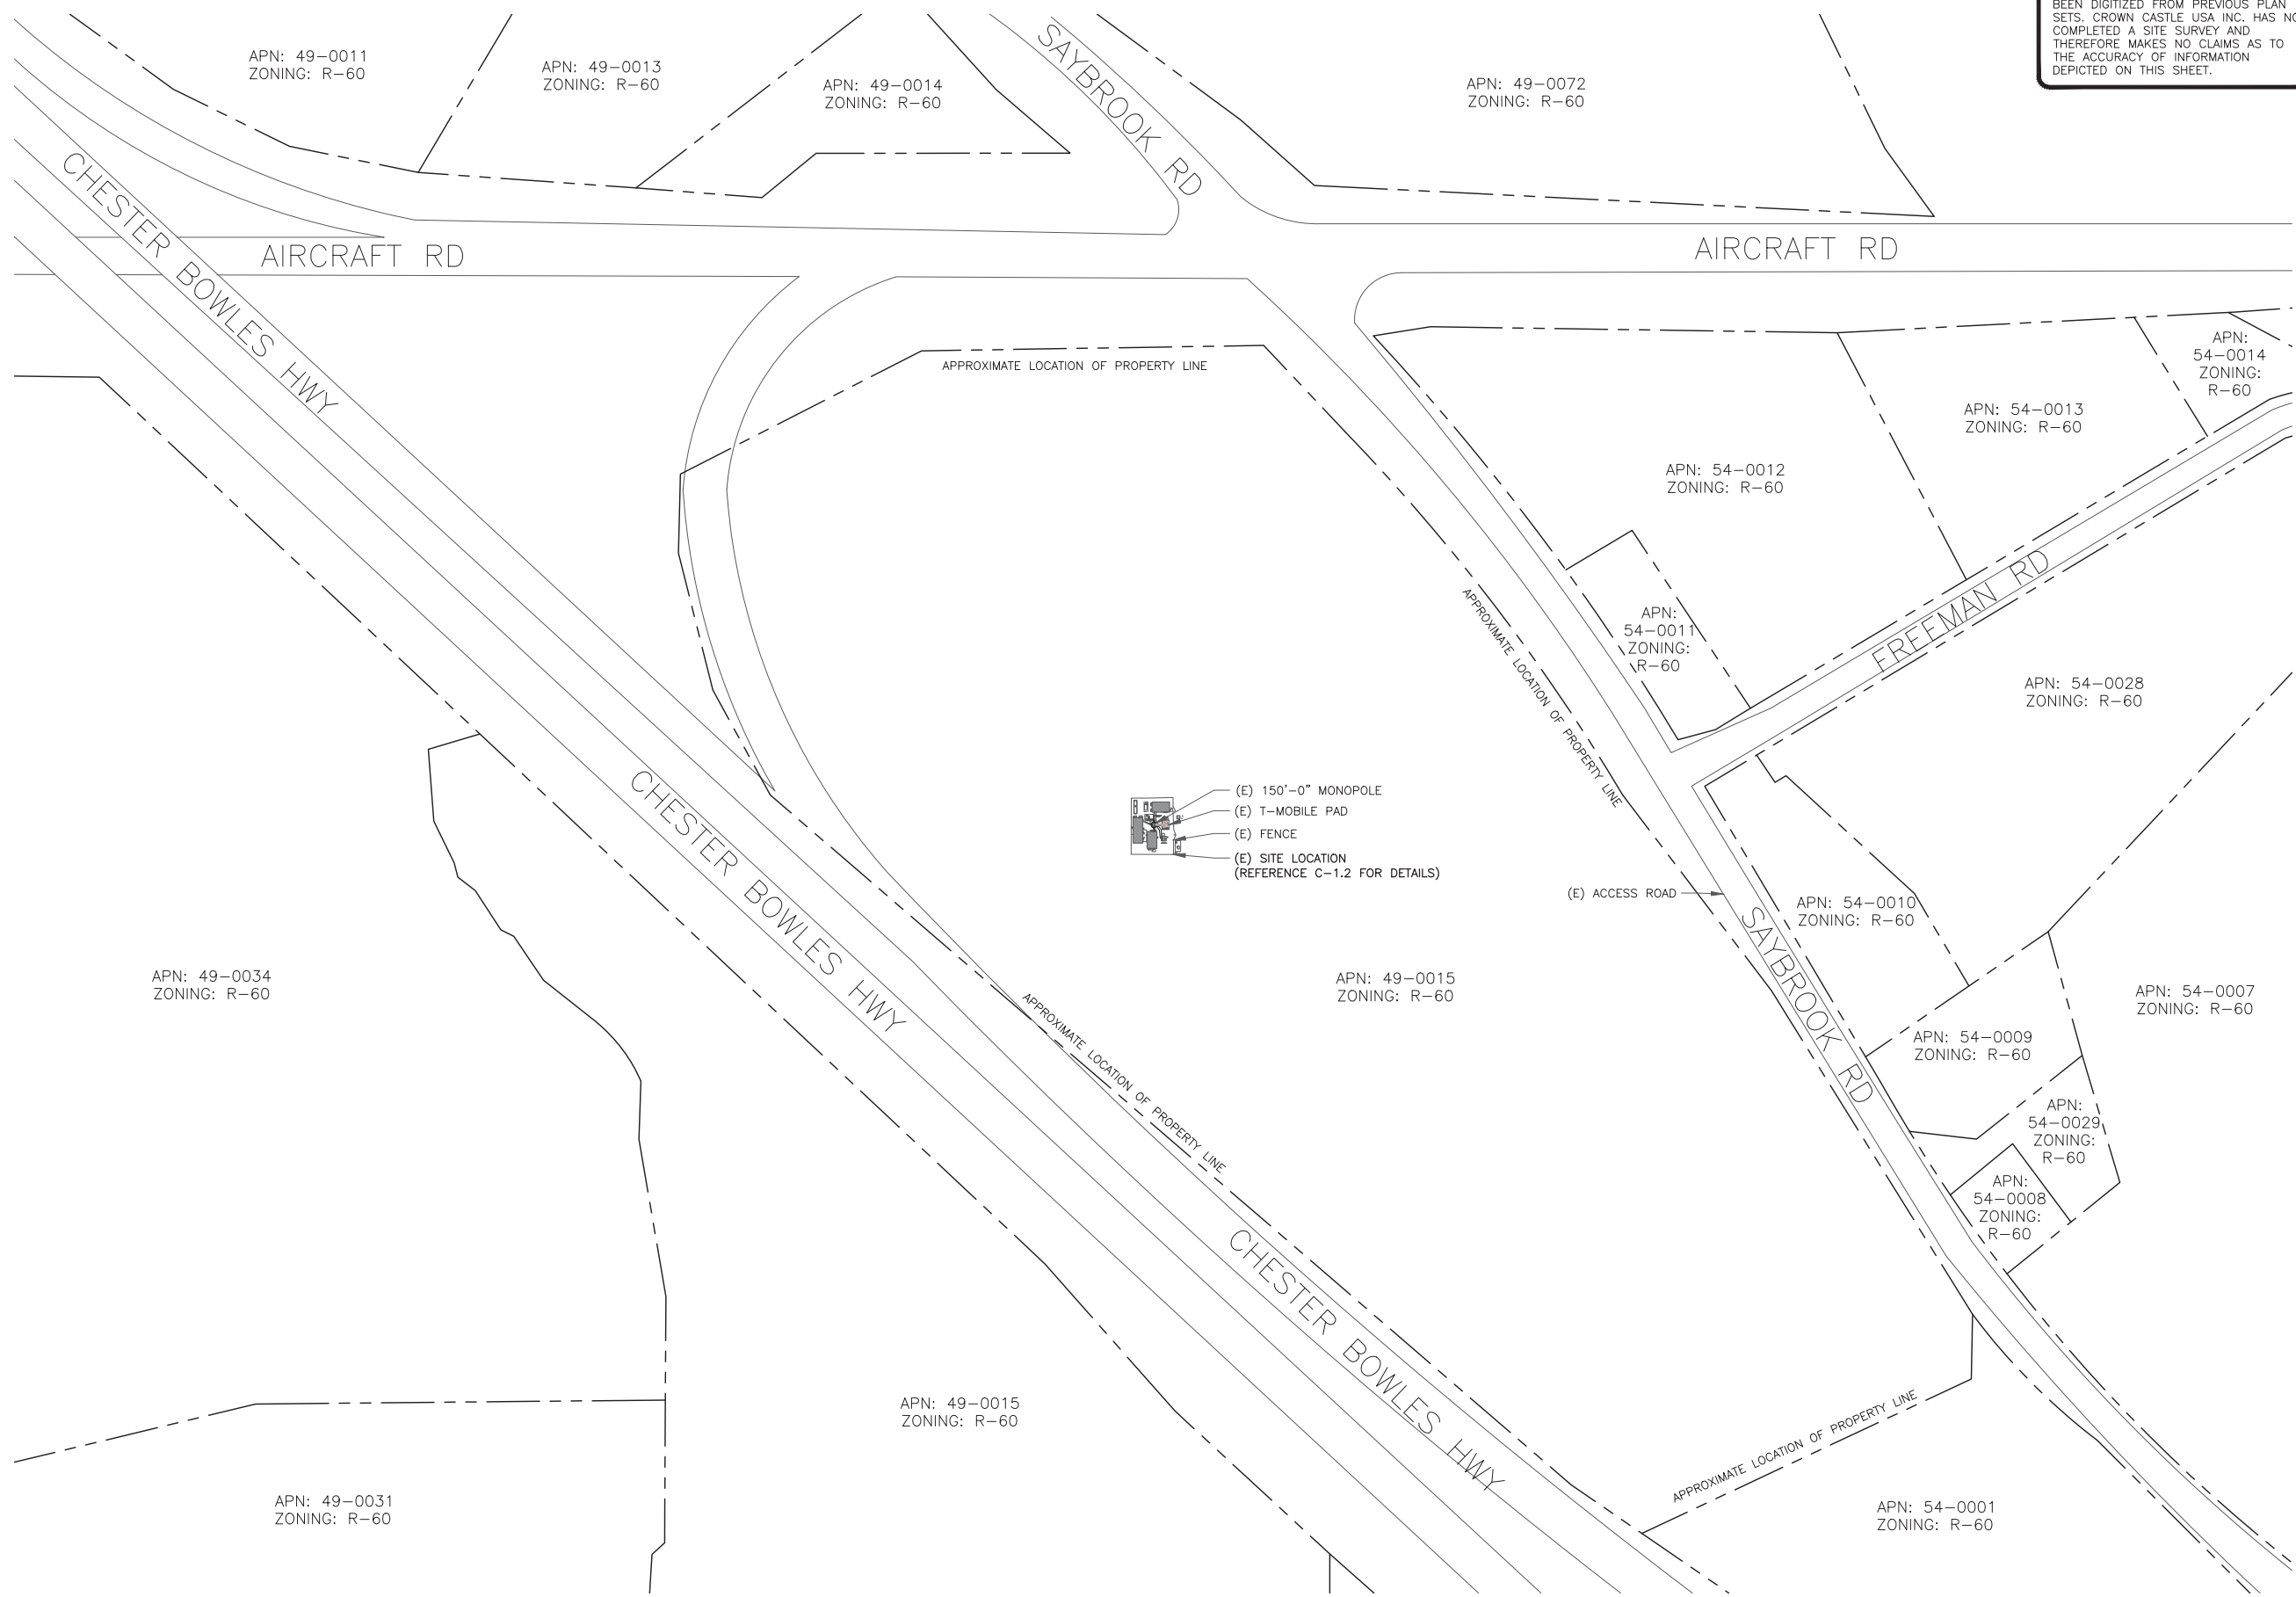 BEEN DIGITIZED FROM PREVIOUS PLAN
SETS. CROWN CASTLE USA INC. HAS
COMPLETED A SITE SURVEY AND
THEREFORE MAKES NO CLAIMS AS TO
THE ACCURACY OF INFORMATION
DEPICTED ON THIS SHEET.
APN: 49-0011
ZONING: R-60
APN: 49-0013
ZONING: R-60
APN: 49-0014
ZONING: R-60
SAYBROOK RD
APN: 49-0072
ZONING: R-60
CHESTER BOWLES HWY
AIRCRAFT RD
AIRCRAFT RD
APPROXIMATE LOCATION OF PROPERTY LINE
APN:
54-0014
ZONING:
R-60
APN: 54-0013
ZONING: R-60
APN: 54-0012
ZONING: R-60
APN:
54-0011
ZONING:
R-60
FREEMAN RD
APPROXIMATE LOCATION OF PROPERTY LINE
APN: 54-0028
ZONING: R-60
(E) 150'-0" MONOPOLE
(E) T-MOBILE PAD
(E) FENCE
(E) SITE LOCATION
(REFERENCE C-1.2 FOR DETAILS)
(E) ACCESS ROAD
CHESTER BOWLES HWY
APN: 54-0010
ZONING: R-60
SAYBROOK RD
APN: 49-0034
ZONING: R-60
APN: 49-0015
ZONING: R-60
APN: 54-0007
ZONING: R-60
APPROXIMATE LOCATION OF PROPERTY LINE
APN: 54-0009
ZONING: R-60
APN:
54-0029
ZONING:
R-60
APN:
54-0008
ZONING:
R-60
CHESTER BOWLES HWY
APN: 49-0015
ZONING: R-60
APPROXIMATE LOCATION OF PROPERTY LINE
APN: 49-0031
ZONING: R-60
APN: 54-0001
ZONING: R-60